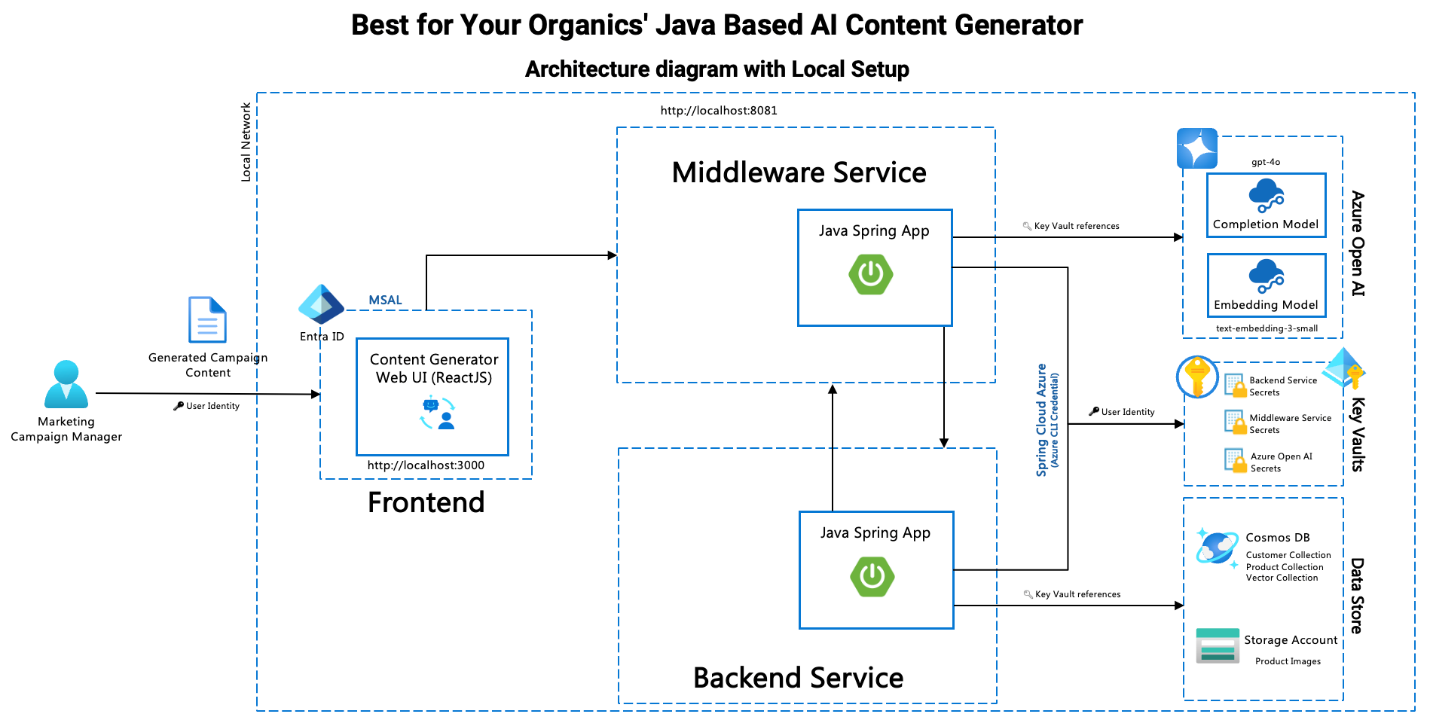 Best for Your Organics' Java Based AI Content Generator
Architecture diagram with Local Setup
Local Network
http://localhost:8081
Middleware Service
Java Spring App
Key Vault references
gpt-4o
Completion Model
Embedding Model
text-embedding-3-small
Azure Open AI
MSAL
Entra ID
Content Generator
Web UI (ReactJS)
http://localhost:3000
Frontend
Generated Campaign
Content
User Identity
Marketing
Campaign Manager
Spring Cloud Azure
(Azure CLI Credential)
User Identity
Backend Service
Secrets
Middleware Service
Secrets
Azure Open AI
Secrets
Key Vaults
Java Spring App
Backend Service
Key Vault references
Cosmos DB
Customer Collection
Product Collection
Vector Collection
Storage Account
Product Images
Data Store